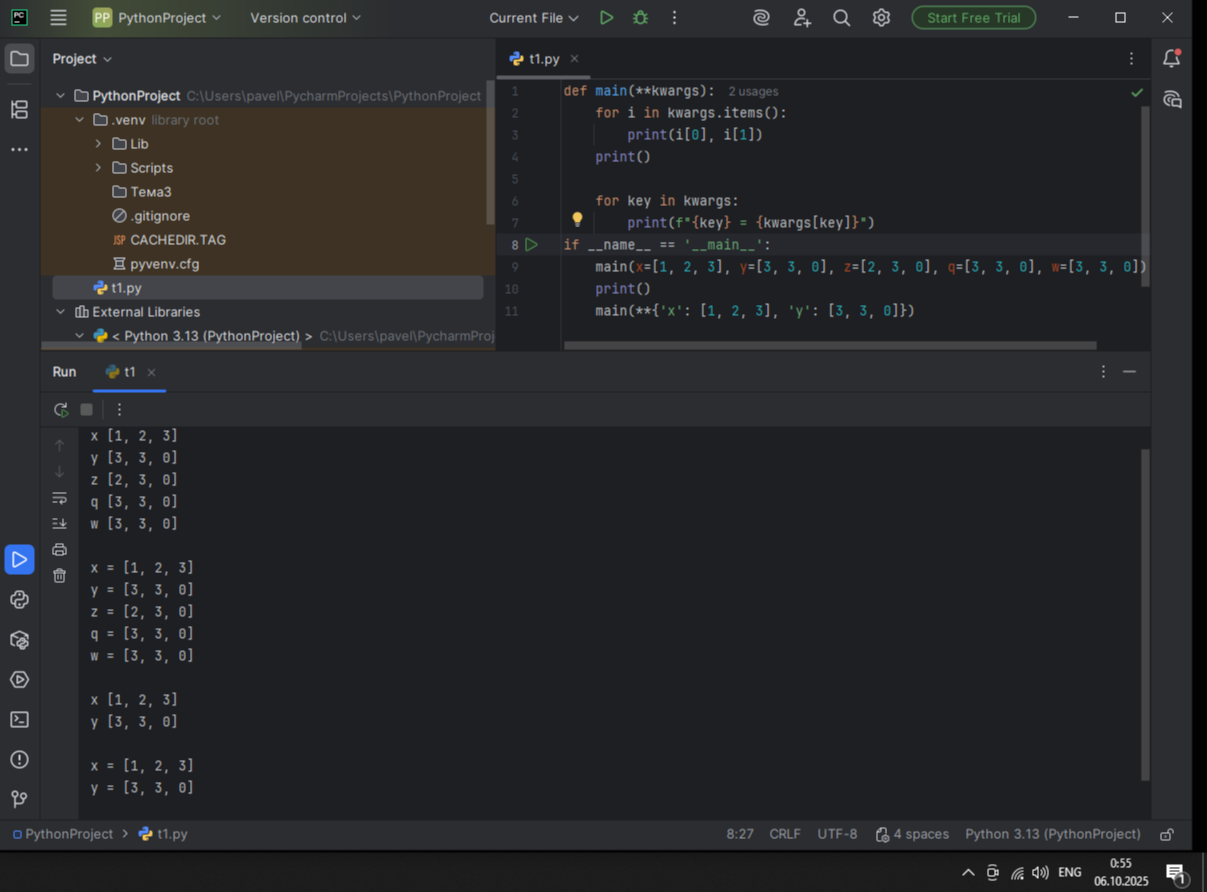 PC PP PythonProject Version control Current File Start Free Trial
Project
PythonProject C:\Users\pavel\PycharmProjects\PythonProject
.venv library root
Lib
Scripts
Тема3
.gitignore
JSP CACHEDIR.TAG
pyvenv.cfg
t1.py
External Libraries
< Python 3.13 (PythonProject) > C:\Users\pavel\PycharmProj
t1.py
1 def main(**kwargs): 2 usages
2 for i in kwargs.items():
3 print(i[0], i[1])
4 print()
5
6 for key in kwargs:
7 print(f"{key} = {kwargs[key]}")
8 if __name__ == '__main__':
9 main(x=[1, 2, 3], y=[3, 3, 0], z=[2, 3, 0], q=[3, 3, 0], w=[3, 3, 0])
10 print()
11 main(**{'x': [1, 2, 3], 'y': [3, 3, 0]})
Run t1
x [1, 2, 3]
y [3, 3, 0]
z [2, 3, 0]
q [3, 3, 0]
w [3, 3, 0]
x = [1, 2, 3]
y = [3, 3, 0]
z = [2, 3, 0]
q = [3, 3, 0]
w = [3, 3, 0]
x [1, 2, 3]
y [3, 3, 0]
x = [1, 2, 3]
y = [3, 3, 0]
PythonProject > t1.py 8:27 CRLF UTF-8 4 spaces Python 3.13 (PythonProject)
ENG 0:55
06.10.2025 1